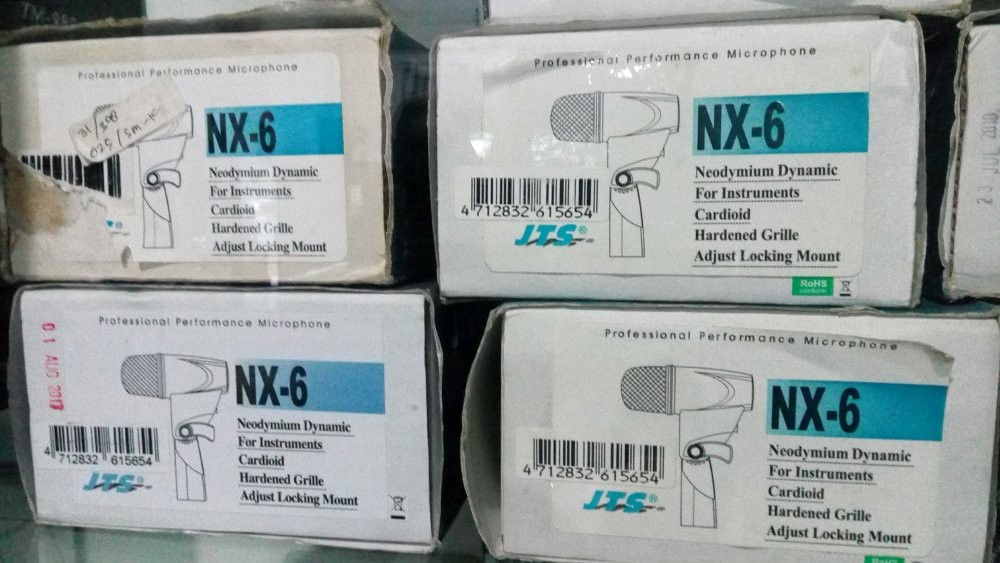 Professional Performance Microphone
NX-6
Neodymium Dynamic
For Instruments
Cardioid
Hardened Grille
Adjust Locking Mount
Professional Performance Microphone
NX-6
Neodymium Dynamic
For Instruments
Cardioid
Hardened Grille
Adjust Locking Mount
4 712832 615654
JTS®
RoHS
23 JUL 2010
01 AUG 2017
Professional Performance Microphone
NX-6
Neodymium Dynamic
For Instruments
Cardioid
Hardened Grille
Adjust Locking Mount
4 712832 615654
JTS®
Professional Performance Microphone
NX-6
Neodymium Dynamic
For Instruments
Cardioid
Hardened Grille
Adjust Locking Mount
4 712832 615654
JTS®
RoHS